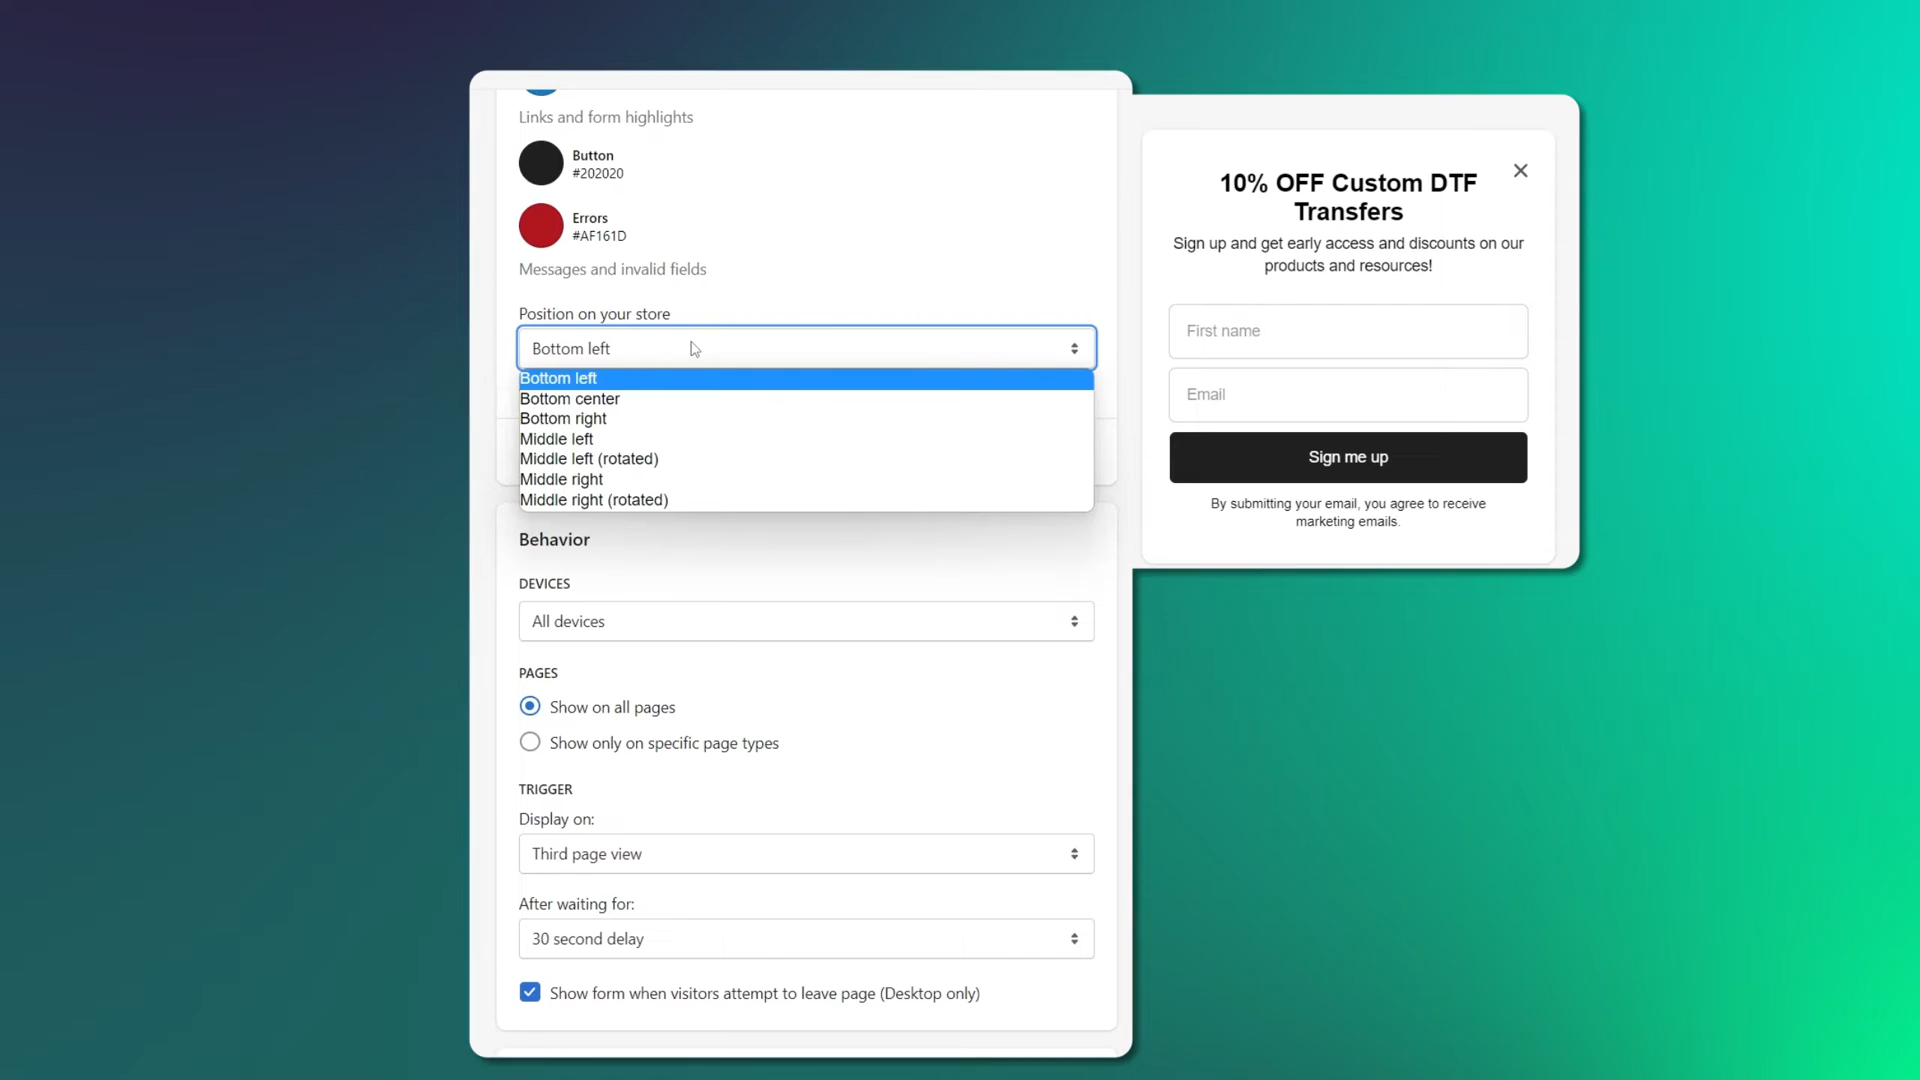 Links and form highlights
Button
#202020
Errors
#AF161D
Messages and invalid fields
Position on your store
Bottom left
Bottom left
Bottom center
Bottom right
Middle left
Middle left (rotated)
Middle right
Middle right (rotated)
Behavior
DEVICES
All devices
PAGES
Show on all pages
Show only on specific page types
TRIGGER
Display on:
Third page view
After waiting for:
30 second delay
Show form when visitors attempt to leave page (Desktop only)
10% OFF Custom DTF
Transfers
Sign up and get early access and discounts on our
products and resources!
First name
Email
Sign me up
By submitting your email, you agree to receive
marketing emails.